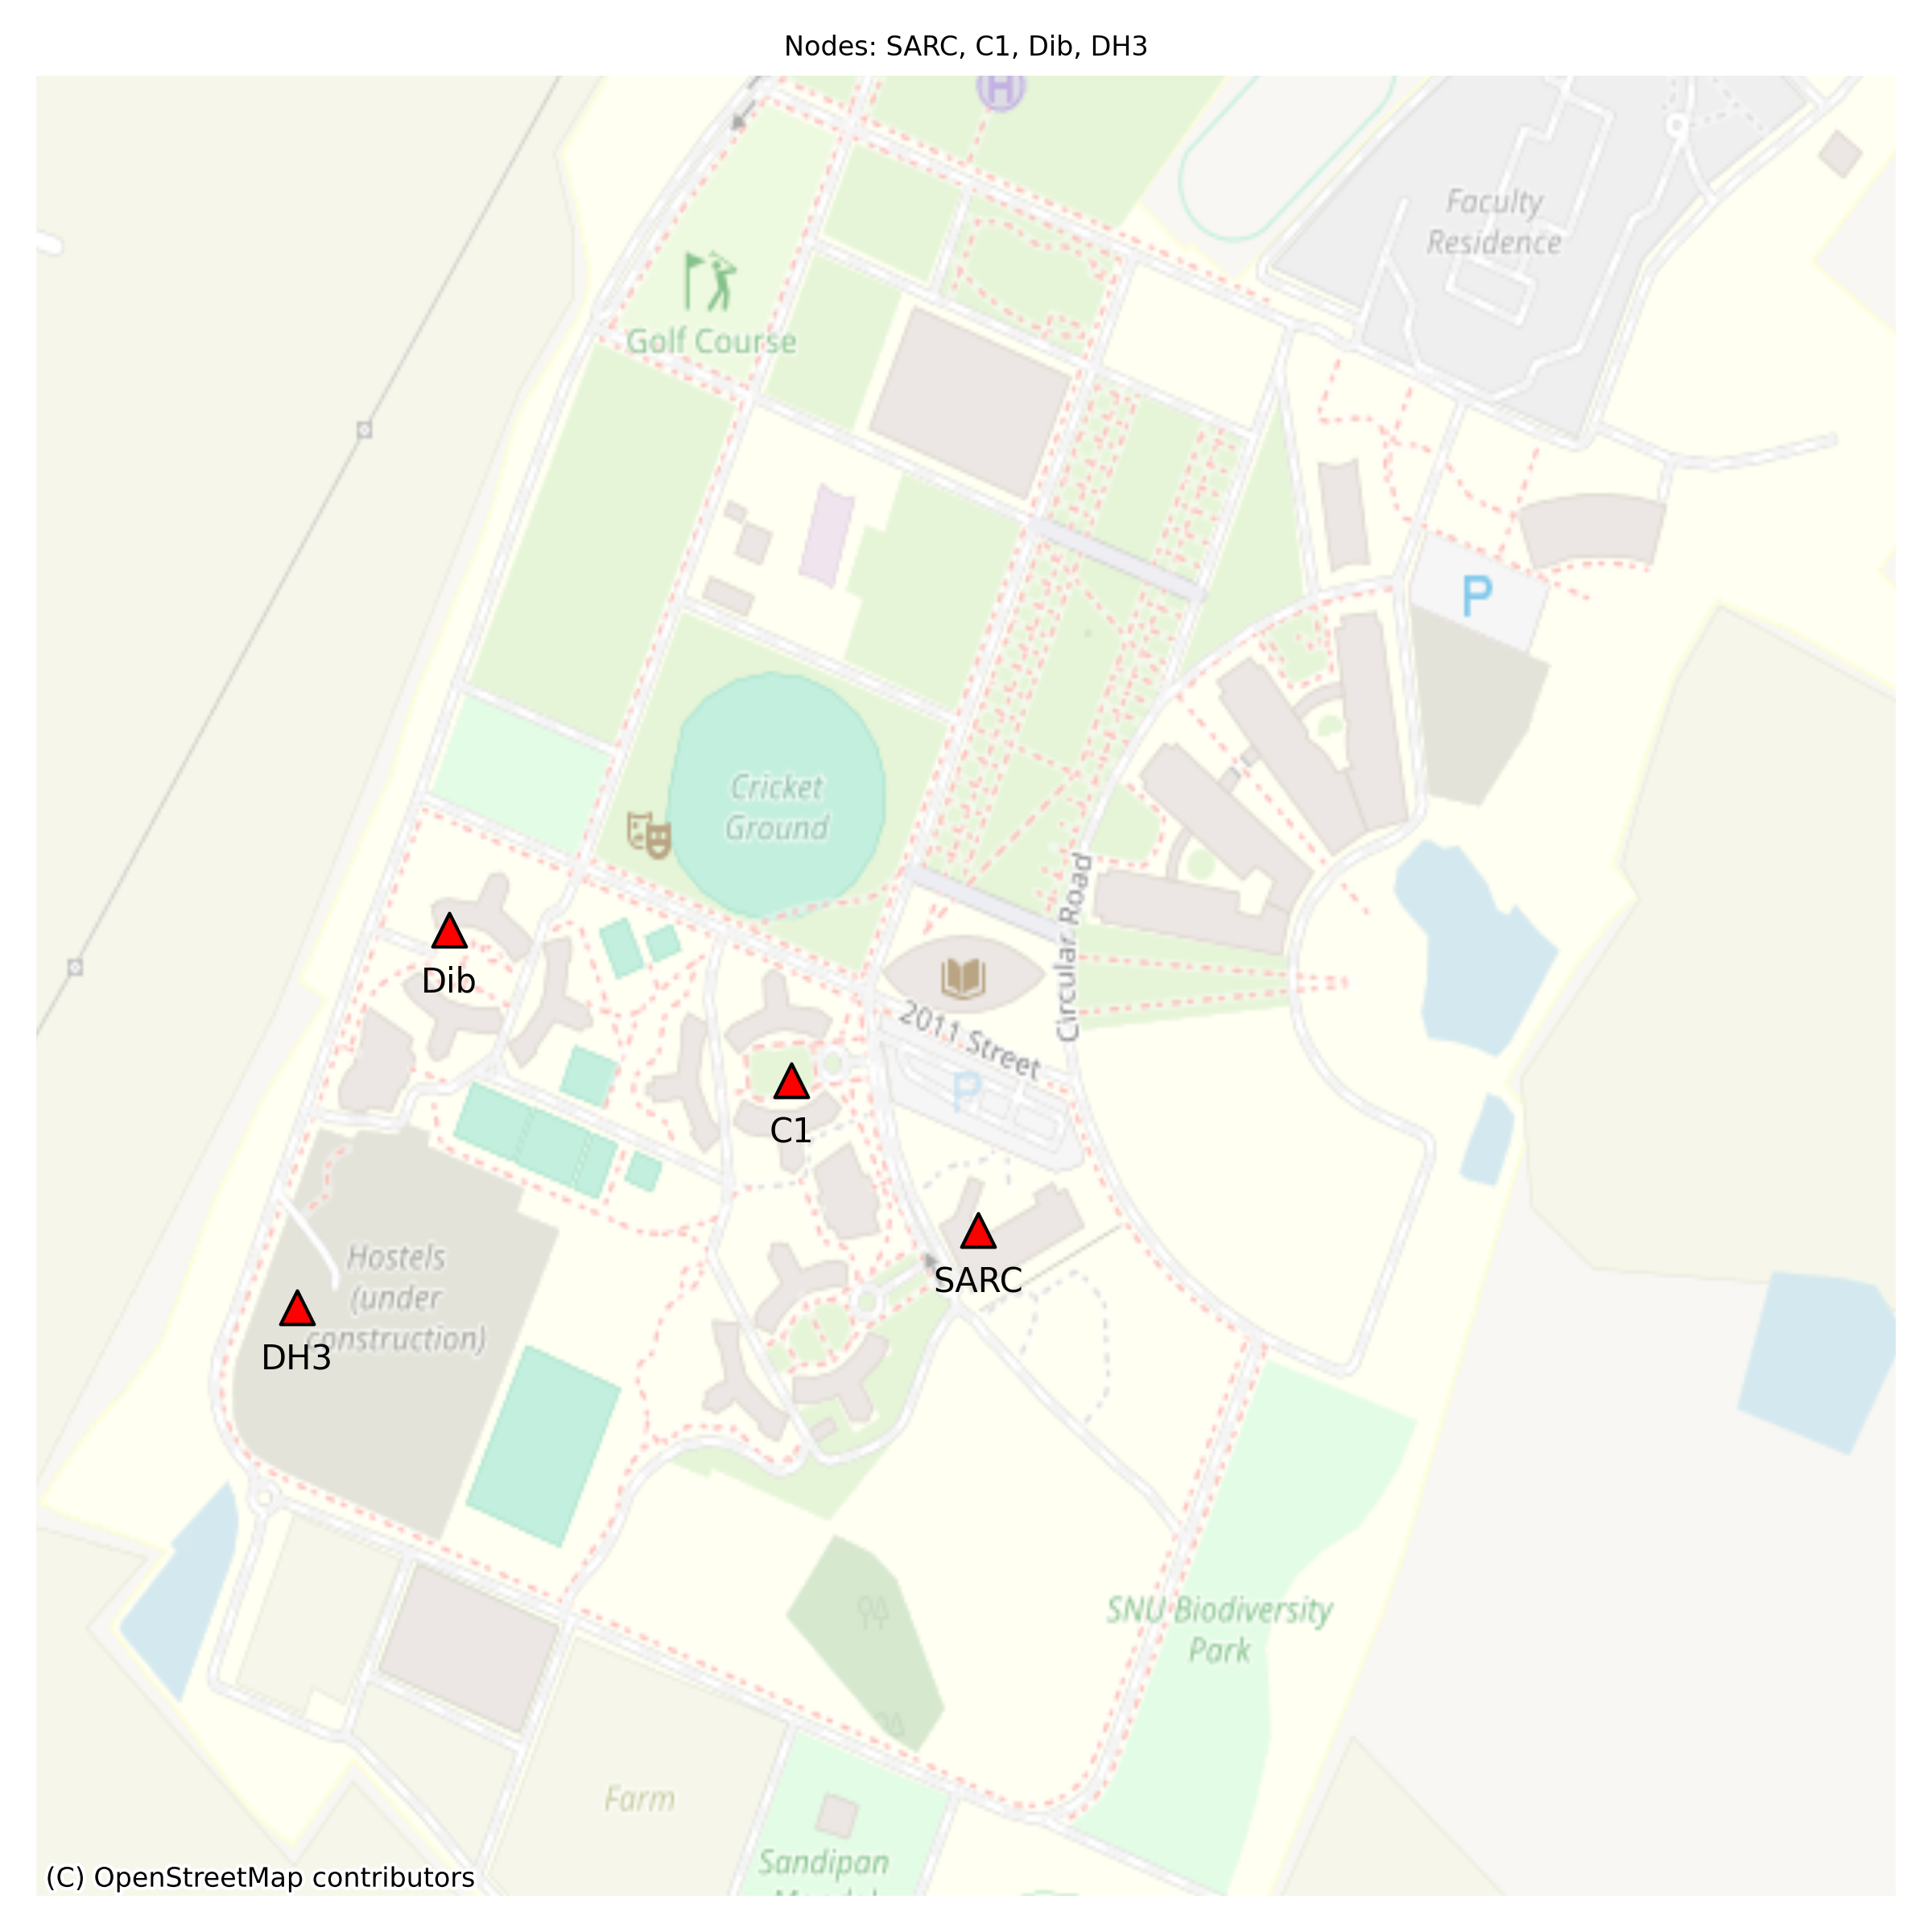 Nodes: SARC, C1, Dib, DH3
H
Faculty
Residence
Golf Course
P
Cricket
Ground
Circular Road
Dib
2011 Street
P
C1
SARC
Hostels
(under
construction)
DH3
SNU Biodiversity
Park
Farm
Sandipan
(C) OpenStreetMap contributors